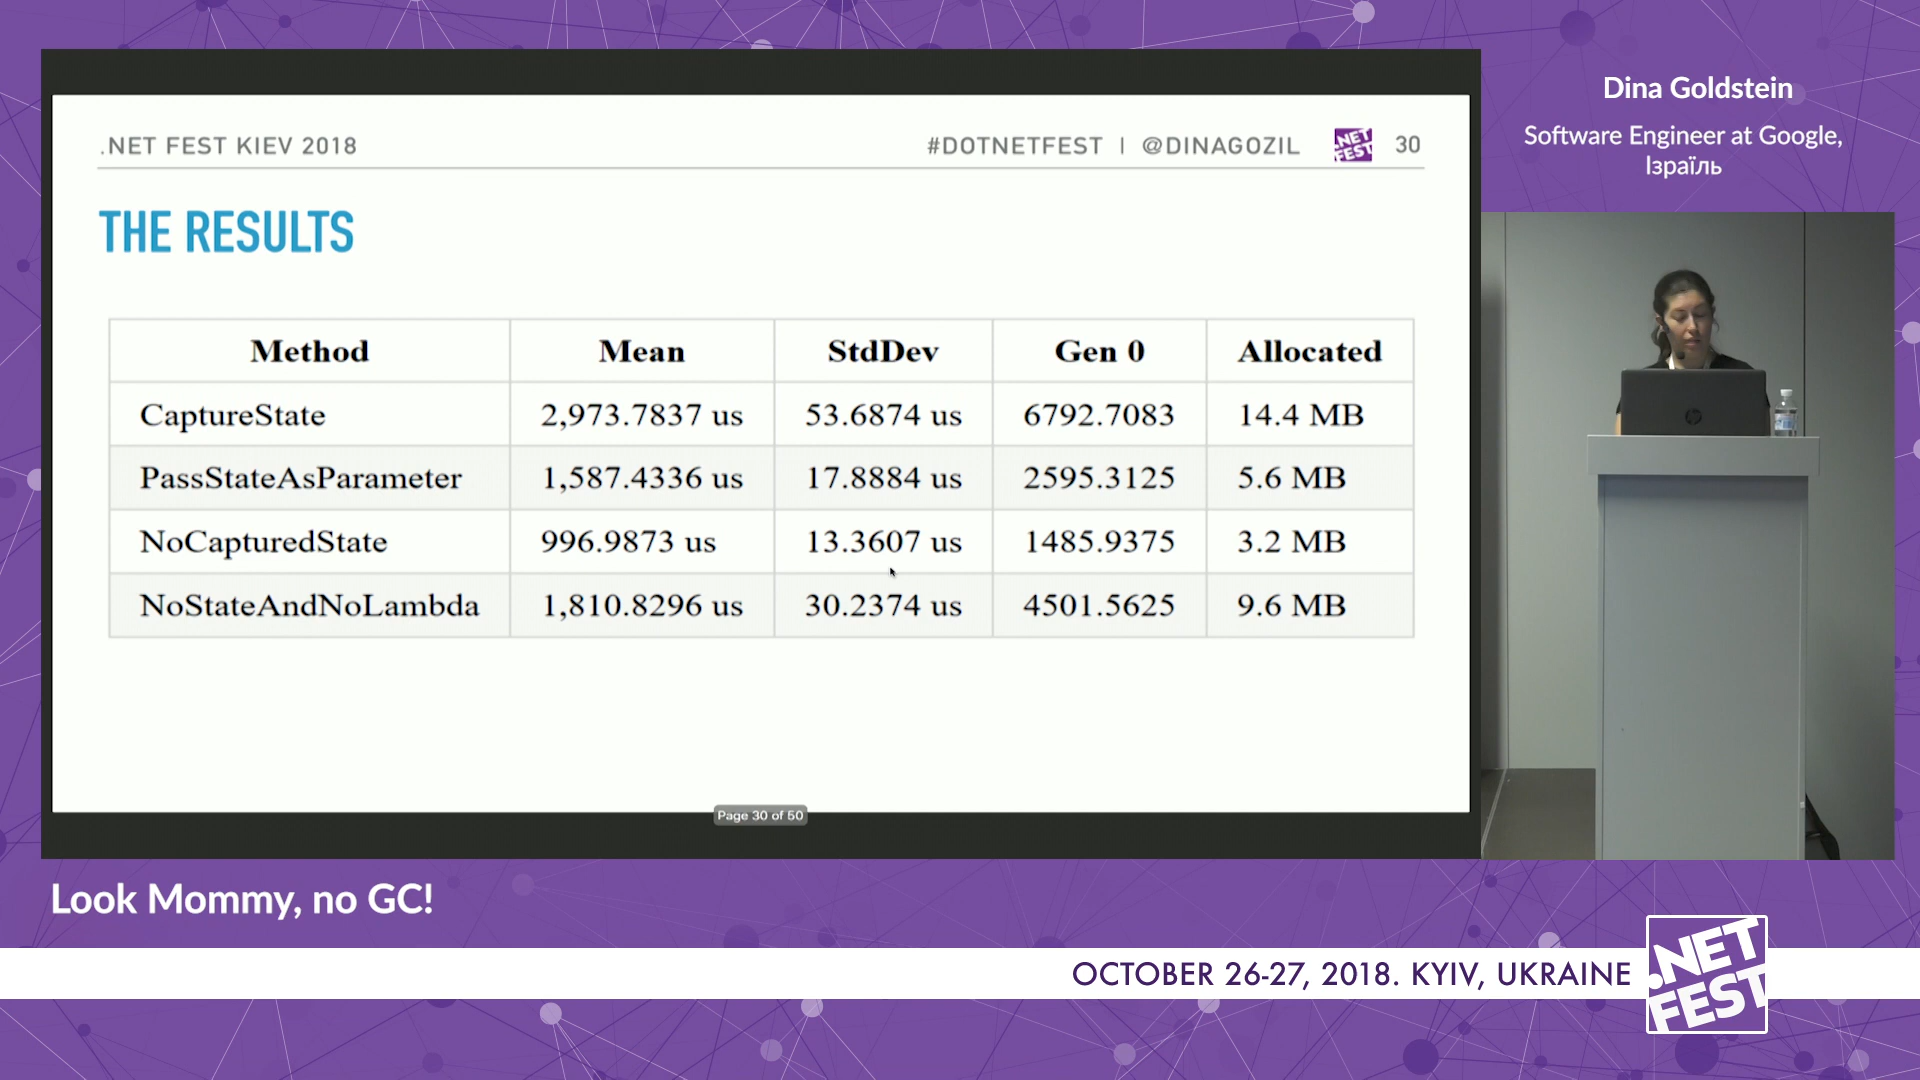 .NET FEST KIEV 2018
#DOTNETFEST | @DINAGOZIL
.NET
FEST
30
THE RESULTS
Method Mean StdDev Gen 0 Allocated
CaptureState 2,973.7837 us 53.6874 us 6792.7083 14.4 MB
PassStateAsParameter 1,587.4336 us 17.8884 us 2595.3125 5.6 MB
NoCapturedState 996.9873 us 13.3607 us 1485.9375 3.2 MB
NoStateAndNoLambda 1,810.8296 us 30.2374 us 4501.5625 9.6 MB
Page 30 of 50
Dina Goldstein
Software Engineer at Google,
Ізраїль
hp
Look Mommy, no GC!
OCTOBER 26-27, 2018. KYIV, UKRAINE
.NET
FEST